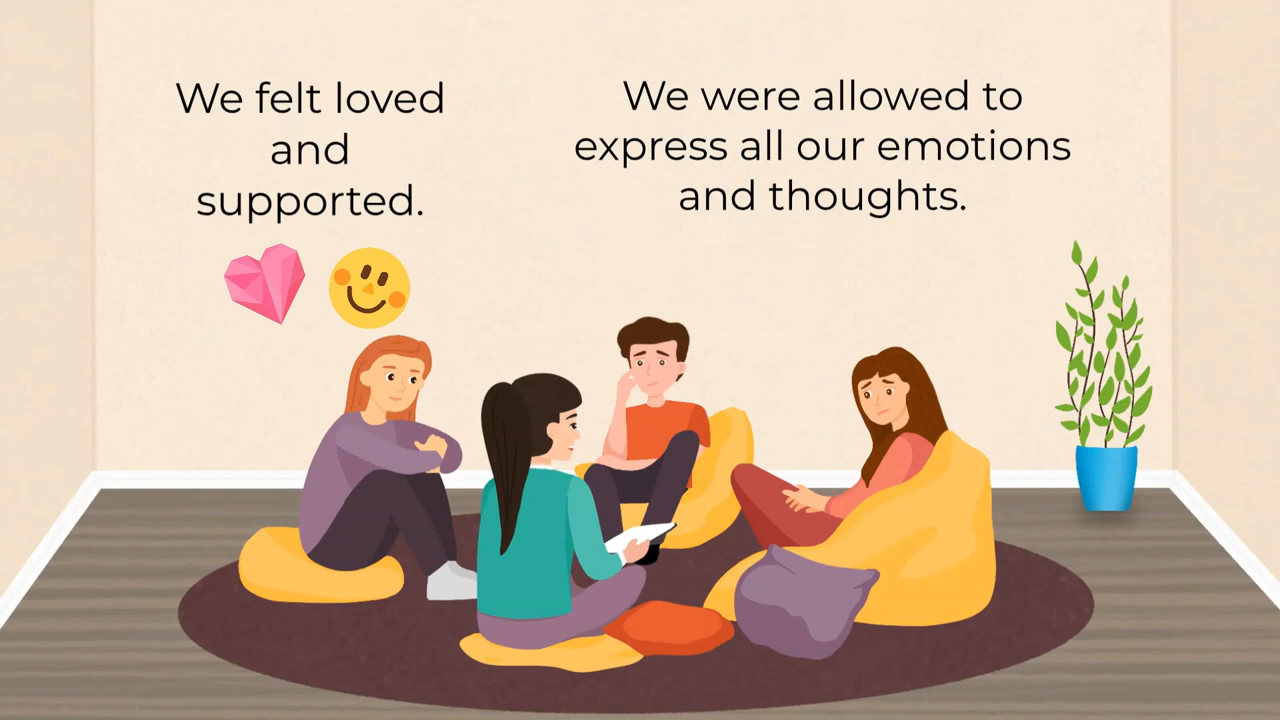 We felt loved
and
supported.
We were allowed to
express all our emotions
and thoughts.